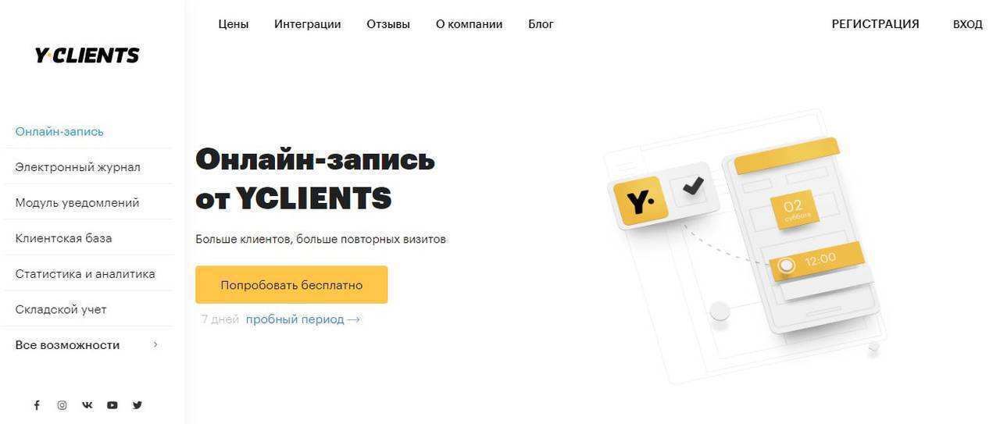 Y·CLIENTS
Онлайн-запись
Электронный журнал
Модуль уведомлений
Клиентская база
Статистика и аналитика
Складской учет
Все возможности
Цены Интеграции Отзывы О компании Блог РЕГИСТРАЦИЯ ВХОД
Онлайн-запись
от YCLIENTS
Больше клиентов, больше повторных визитов
Попробовать бесплатно
7 дней пробный период →
Y·
02
суббота
12:00